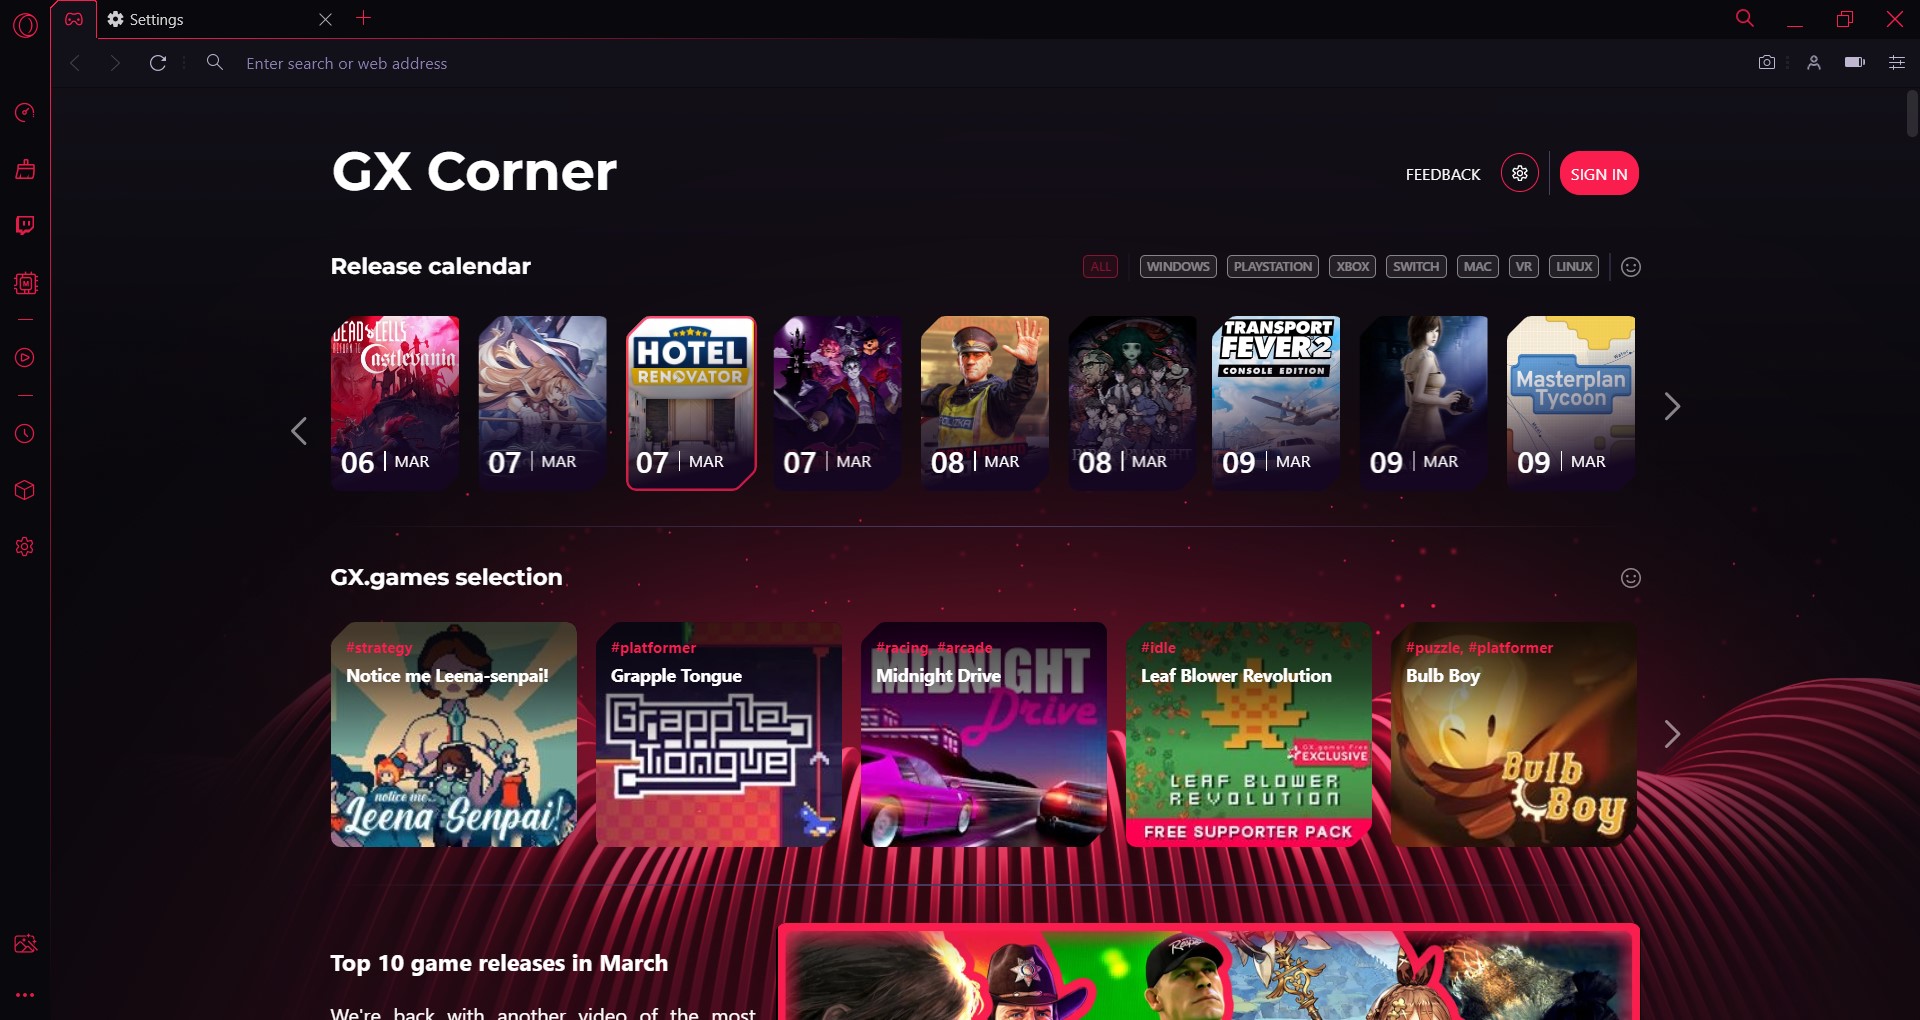 Settings
Enter search or web address
GX Corner
FEEDBACK
SIGN IN
Release calendar
ALL
WINDOWS
PLAYSTATION
XBOX
SWITCH
MAC
VR
LINUX
DEAD CELLS
RETURN TO
Castlevania
06 | MAR
07 | MAR
HOTEL
RENOVATOR
07 | MAR
07 | MAR
08 | MAR
08 | MAR
TRANSPORT
FEVER 2
CONSOLE EDITION
09 | MAR
09 | MAR
Masterplan
Tycoon
09 | MAR
GX.games selection
#strategy
Notice me Leena-senpai!
notice me...
Leena Senpai!
#platformer
Grapple Tongue
Grapple
Tongue
#racing, #arcade
Midnight Drive
MIDNIGHT
Drive
#idle
Leaf Blower Revolution
GX.games Free
EXCLUSIVE
LEAF BLOWER
REVOLUTION
FREE SUPPORTER PACK
#puzzle, #platformer
Bulb Boy
Bulb
Boy
Top 10 game releases in March
We're back with another video of the most